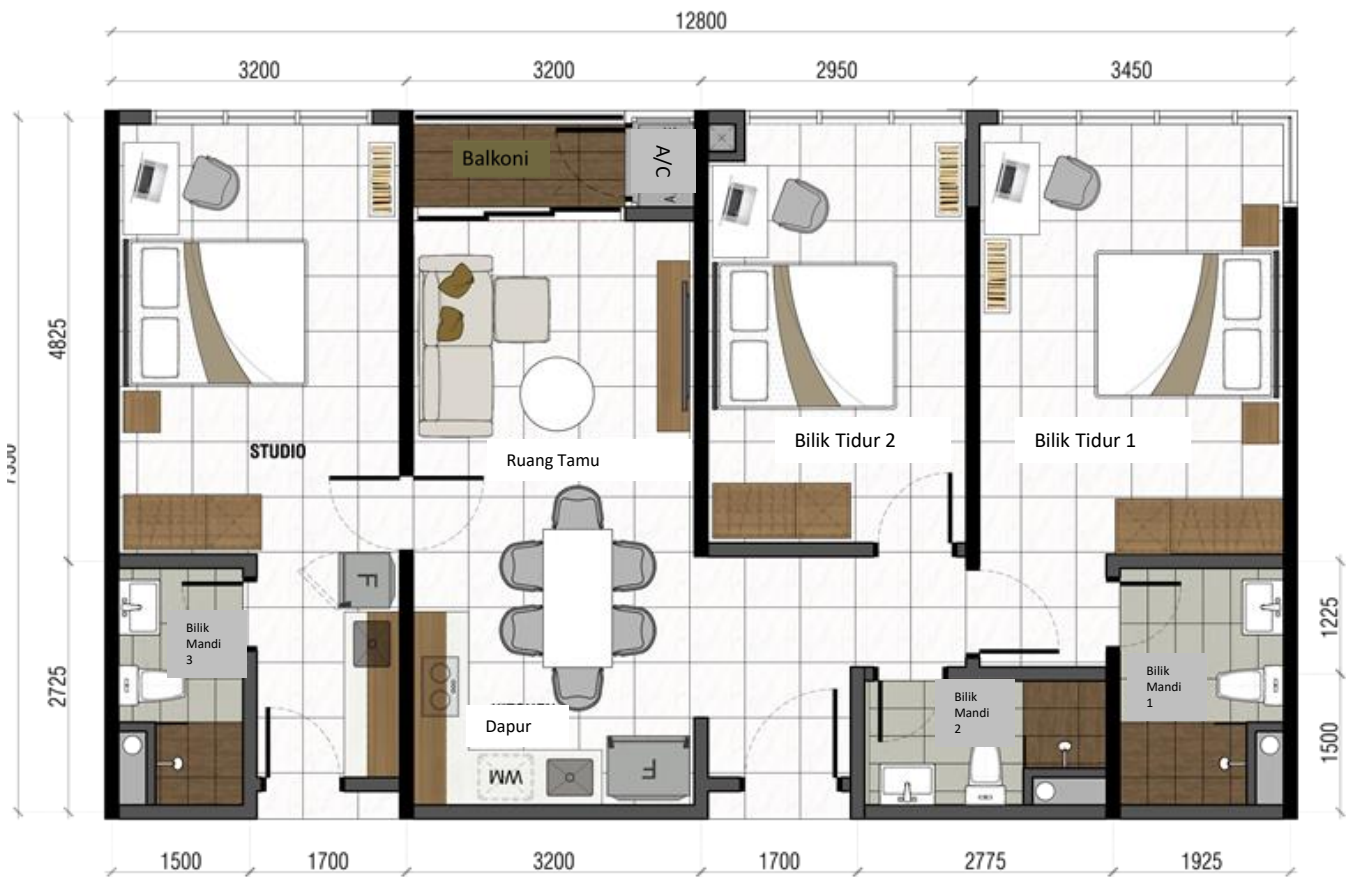 12800
3200
3200
2950
3450
Balkoni
A/C
4825
STUDIO
Ruang Tamu
Bilik Tidur 2
Bilik Tidur 1
F
Bilik
Mandi
3
2725
Dapur
WM
F
Bilik
Mandi
2
Bilik
Mandi
1
1225
1500
1500
1700
3200
1700
2775
1925